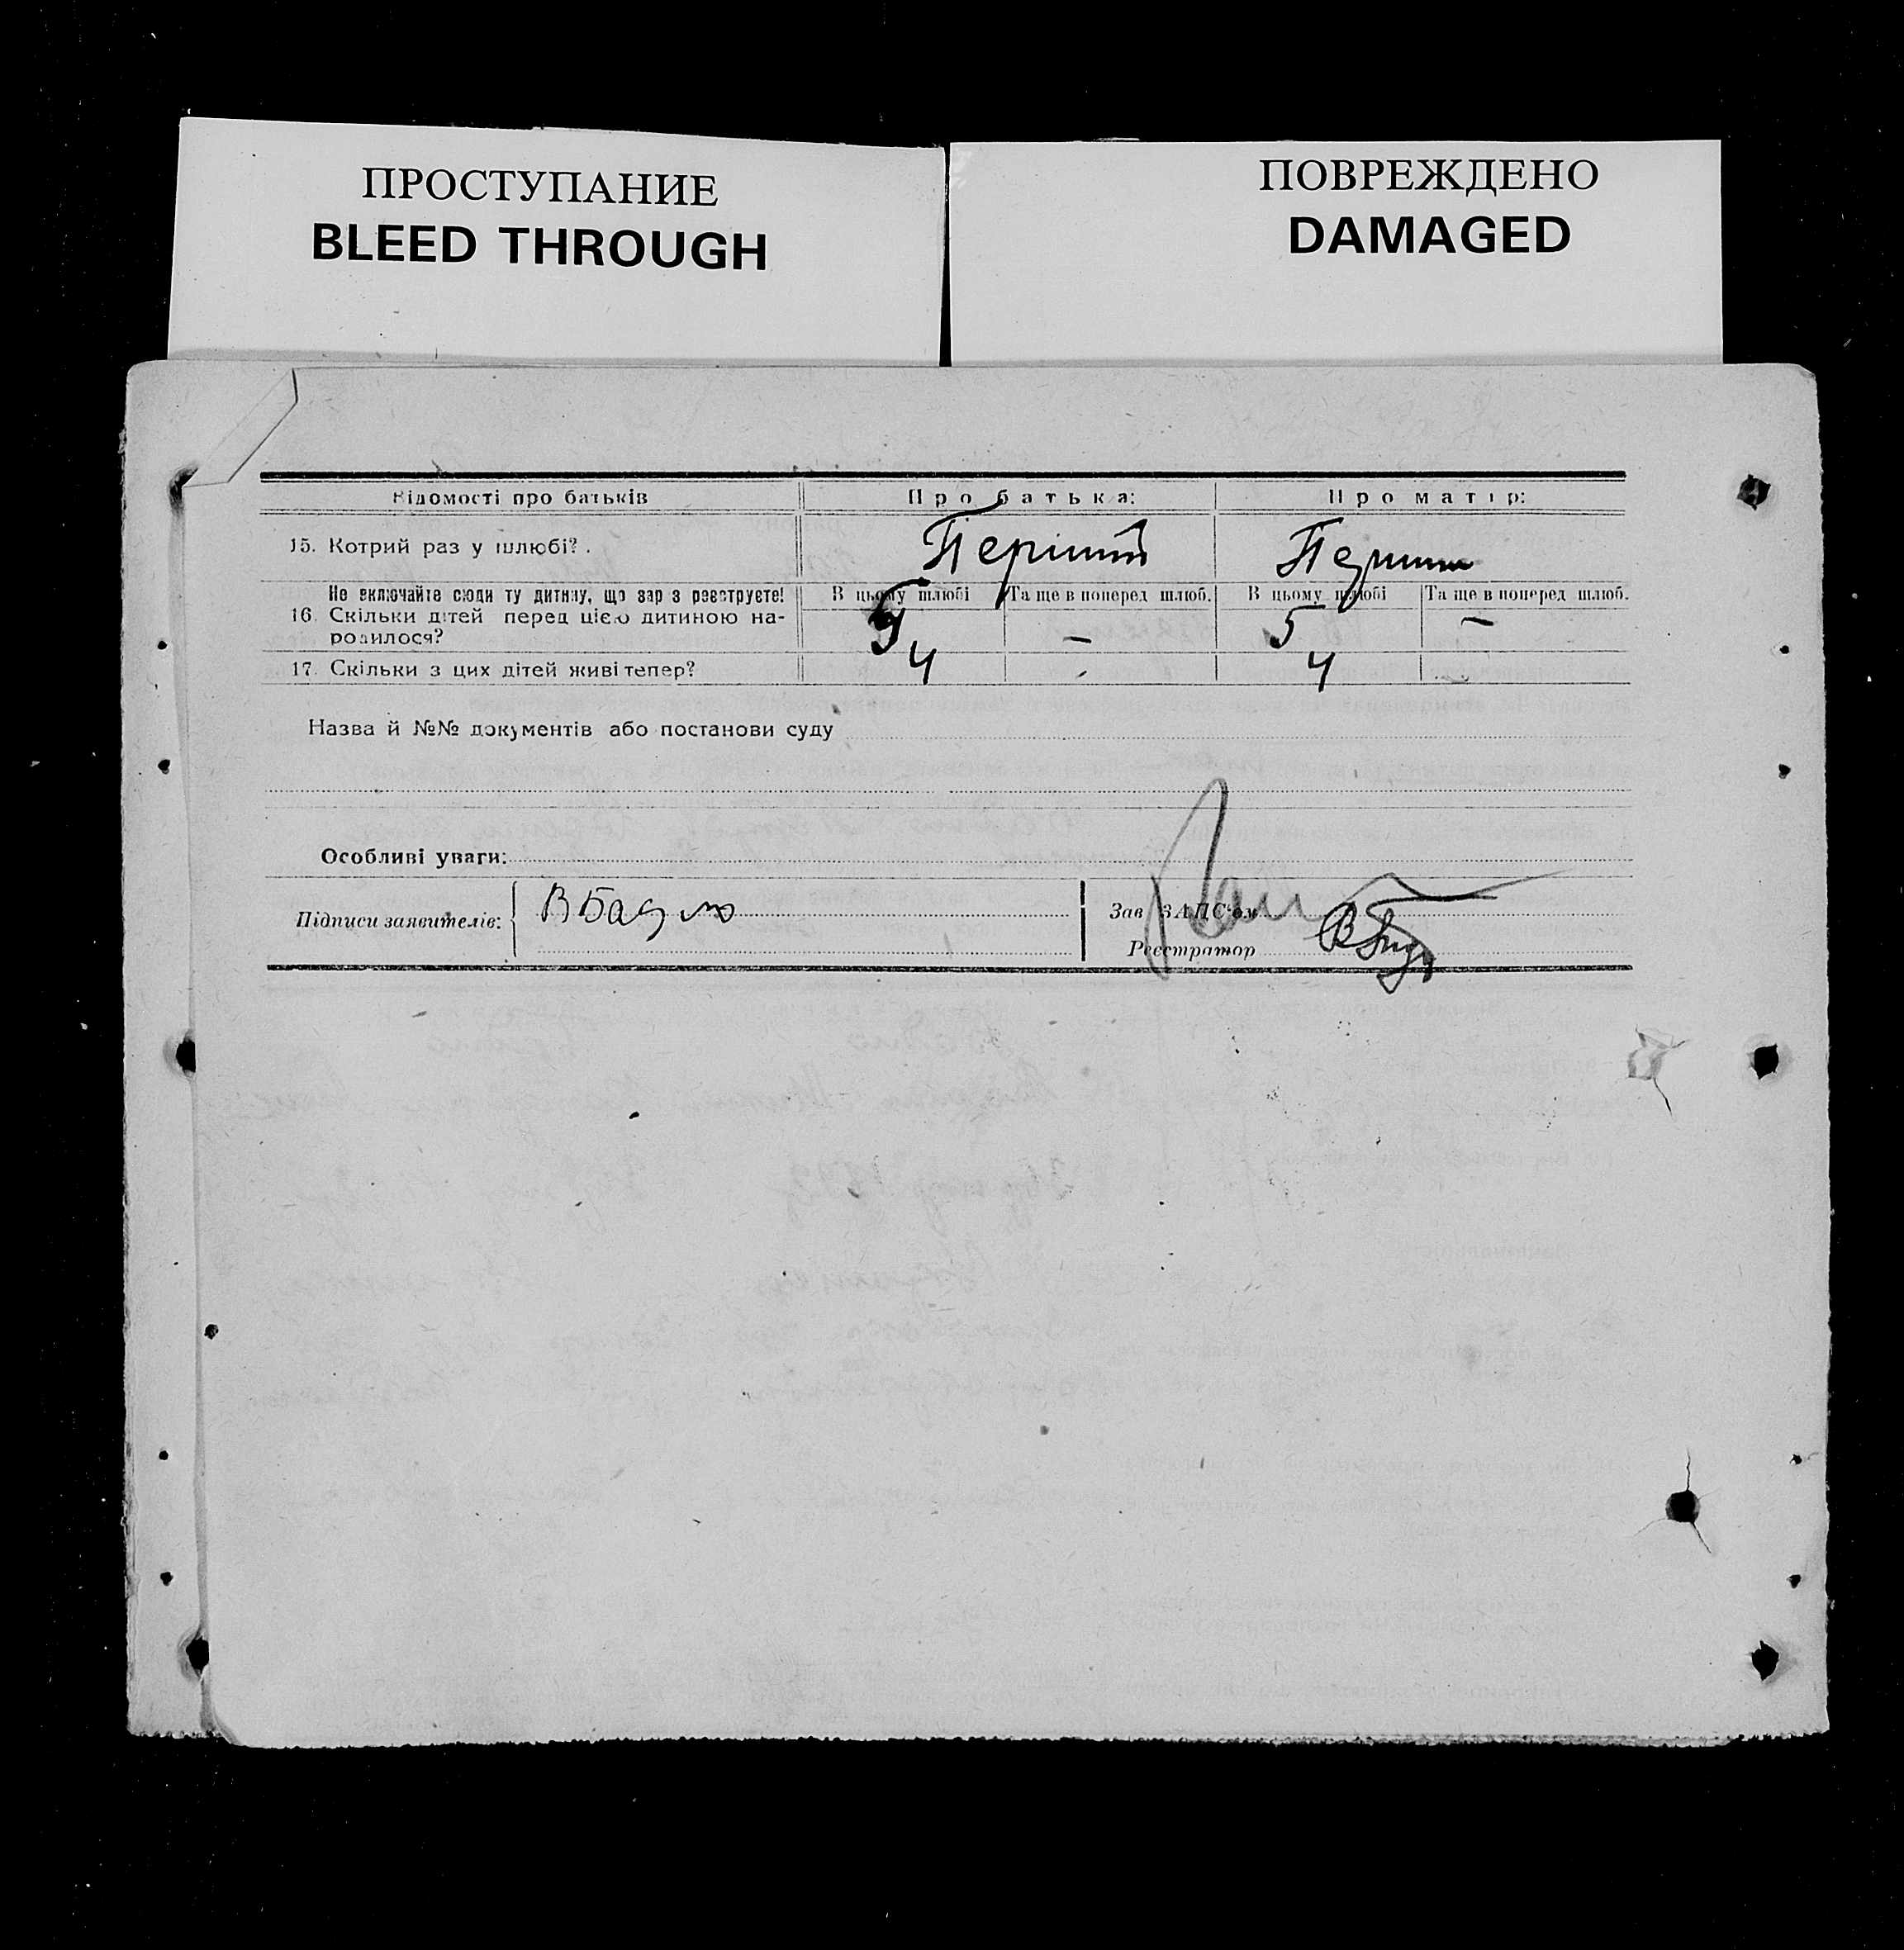 ПРОСТУПАНИЕ
BLEED THROUGH
ПОВРЕЖДЕНО
DAMAGED
Відомості про батьків Про батька: Про матір:
15. Котрий раз у шлюбі?. Перший Перший
Не включайте сюди ту дитину, що зараз реєструєте! В цьому шлюбі Та ще в поперед шлюб. В цьому шлюбі Та ще в поперед шлюб.
16. Скільки дітей перед цією дитиною на-
родилося? 5 — 5 —
17. Скільки з цих дітей живі тепер? 4 - 4
Назва й №№ документів або постанови суду
Особливі уваги:
Підписи заявителів: Зав ЗАПС'ом
Реєстратор